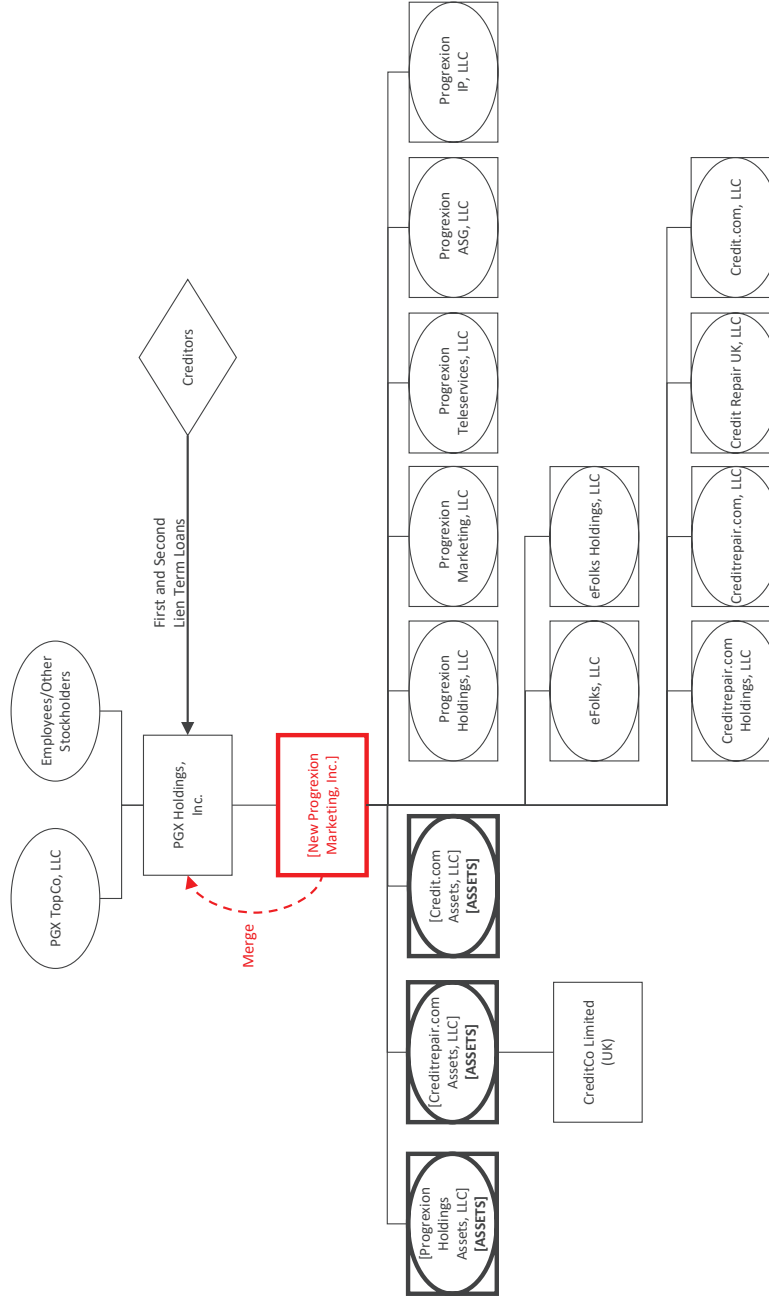 PGX TopCo, LLC
Employees/Other
Stockholders
PGX Holdings,
Inc.
First and Second
Lien Term Loans
Creditors
Merge
[New Progrexion
Marketing, Inc.]
[Progrexion
Holdings
Assets, LLC]
[ASSETS]
[Creditrepair.com
Assets, LLC]
[ASSETS]
[Credit.com
Assets, LLC]
[ASSETS]
Progrexion
Holdings, LLC
Progrexion
Marketing, LLC
Progrexion
Teleservices, LLC
Progrexion
ASG, LLC
Progrexion
IP, LLC
CreditCo Limited
(UK)
eFolks, LLC
eFolks Holdings, LLC
Creditrepair.com
Holdings, LLC
Creditrepair.com, LLC
Credit Repair UK, LLC
Credit.com, LLC